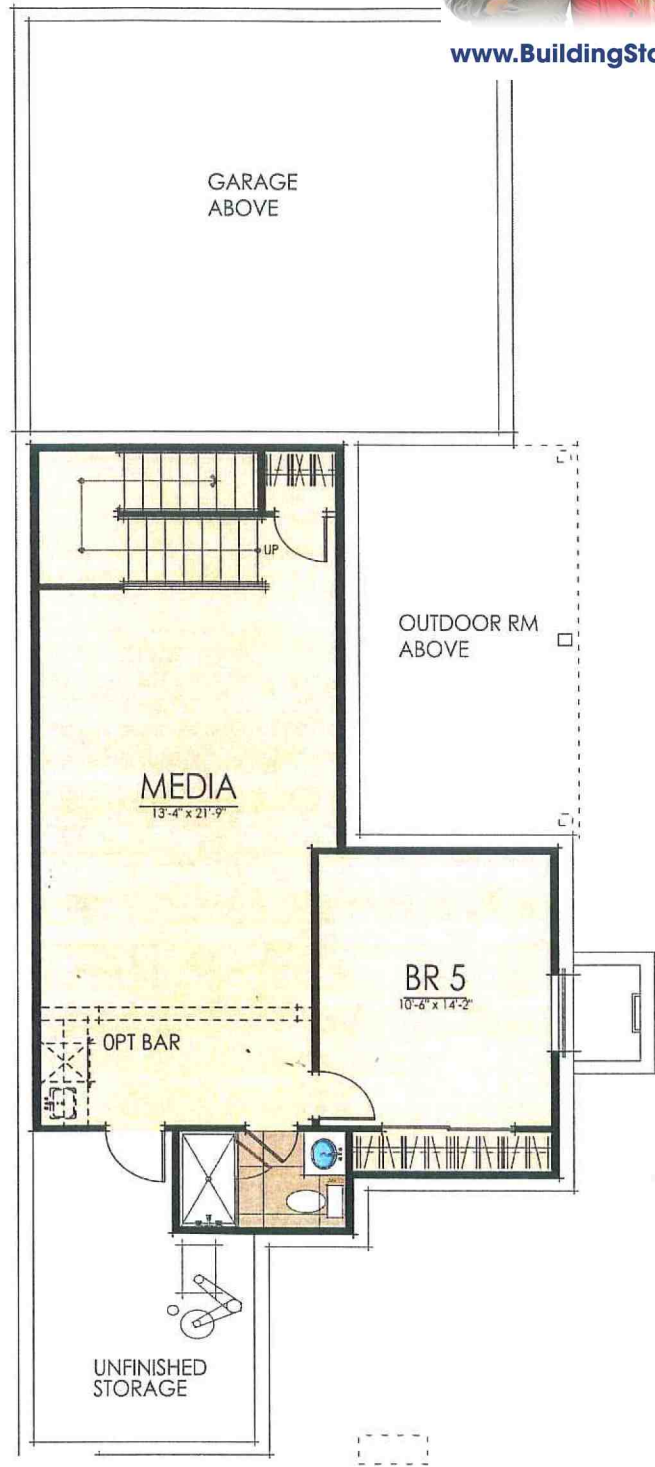 www.BuildingSta
GARAGE
ABOVE
UP
OUTDOOR RM
ABOVE
MEDIA
13'-4" x 21'-9"
BR 5
10'-6" x 14'-2"
OPT BAR
UNFINISHED
STORAGE